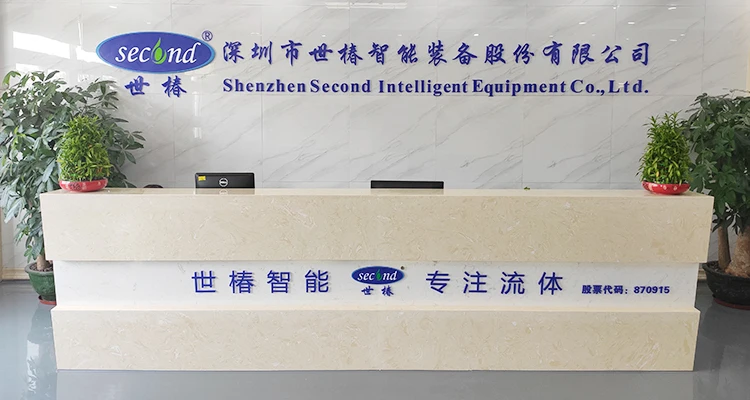 second®
世椿
深圳市世椿智能装备股份有限公司
Shenzhen Second Intelligent Equipment Co., Ltd.
DELL
世椿智能 second 世椿 专注流体 股票代码：870915